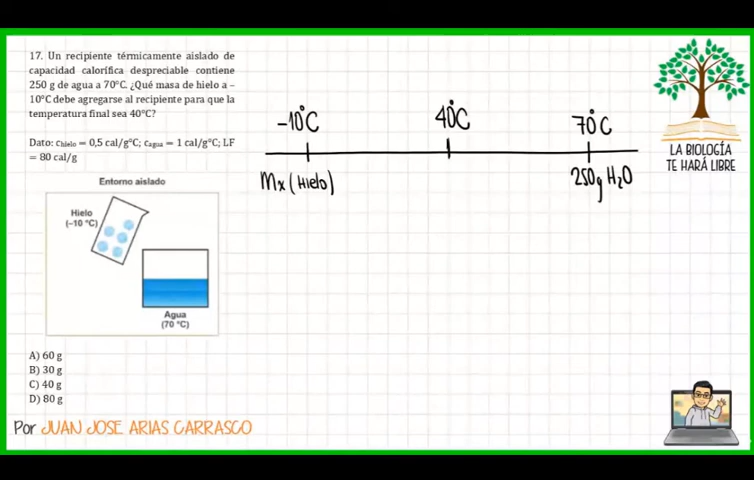 17. Un recipiente térmicamente aislado de
capacidad calorífica despreciable contiene
250 g de agua a 70°C. ¿Qué masa de hielo a –
10°C debe agregarse al recipiente para que la
temperatura final sea 40°C?
Dato: Chielo = 0,5 cal/g°C; Cagua = 1 cal/g°C; LF
= 80 cal/g
-10°C
40°C
70°C
Mx (Hielo)
250g H2O
LA BIOLOGÍA
TE HARÁ LIBRE
Entorno aislado
Hielo
(–10 °C)
Agua
(70 °C)
A) 60 g
B) 30 g
C) 40 g
D) 80 g
Por JUAN JOSE ARIAS CARRASCO